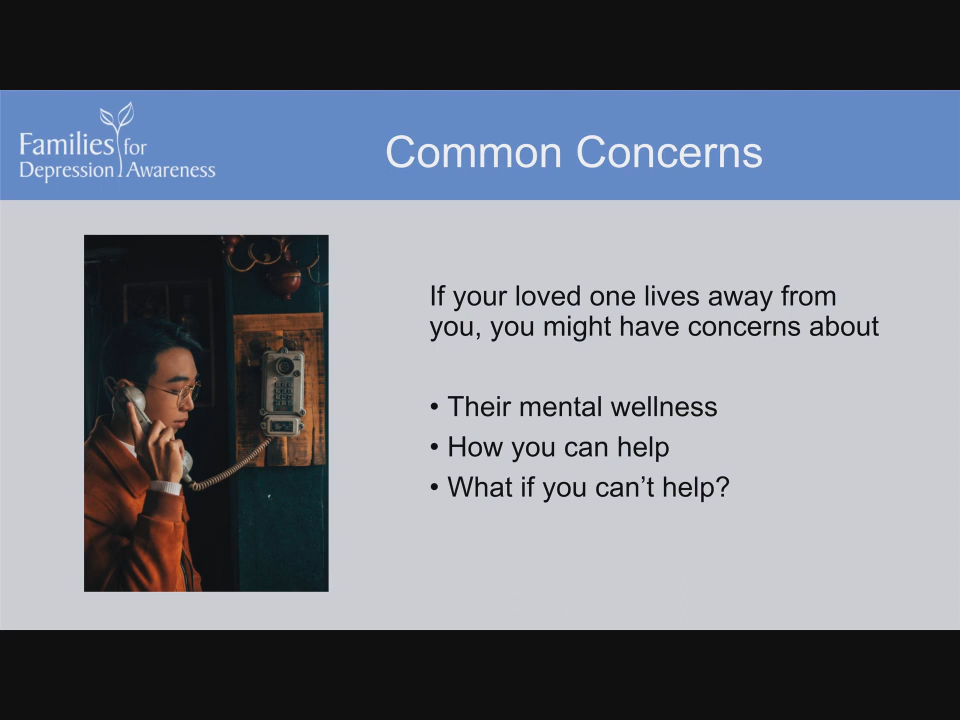 Families for
Depression Awareness
Common Concerns
If your loved one lives away from
you, you might have concerns about
• Their mental wellness
• How you can help
• What if you can’t help?